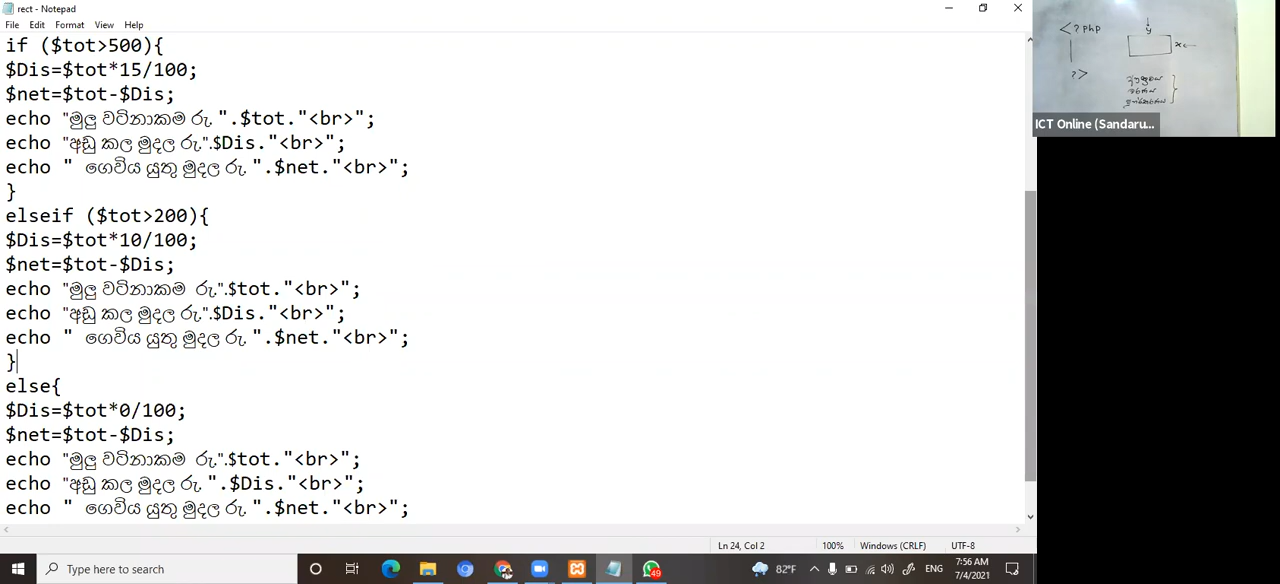 rect - Notepad
File Edit Format View Help
if ($tot>500){
$Dis=$tot*15/100;
$net=$tot-$Dis;
echo "මුලු වටිනාකම රු. ".$tot."<br>";
echo "අඩු කල මුදල රු.".$Dis."<br>";
echo " ගෙවිය යුතු මුදල රු. ".$net."<br>";
}
elseif ($tot>200){
$Dis=$tot*10/100;
$net=$tot-$Dis;
echo "මුලු වටිනාකම රු.".$tot."<br>";
echo "අඩු කල මුදල රු.".$Dis."<br>";
echo " ගෙවිය යුතු මුදල රු. ".$net."<br>";
}
else{
$Dis=$tot*0/100;
$net=$tot-$Dis;
echo "මුලු වටිනාකම රු.".$tot."<br>";
echo "අඩු කල මුදල රු. ".$Dis."<br>";
echo " ගෙවිය යුතු මුදල රු. ".$net."<br>";
Ln 24, Col 2 100% Windows (CRLF) UTF-8
<?php
y
x
?>
ICT Online (Sandaru...
Type here to search
49
82°F
ENG
7:56 AM
7/4/2021